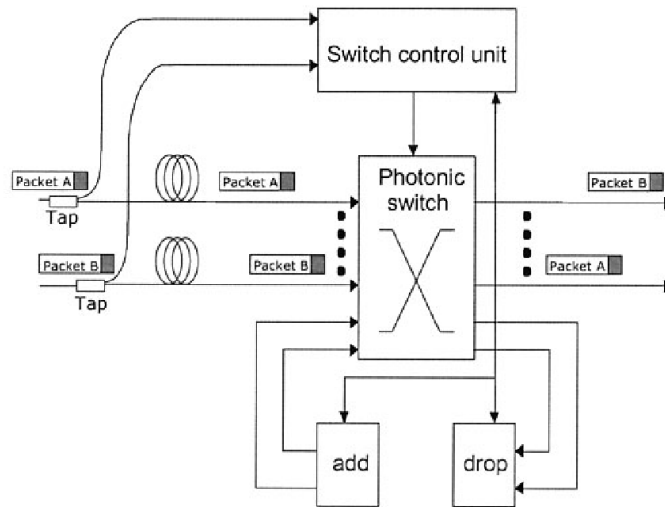 Switch control unit
Packet A
Packet A
Photonic
switch
Packet B
Tap
Packet B
Packet B
Packet A
Tap
add
drop